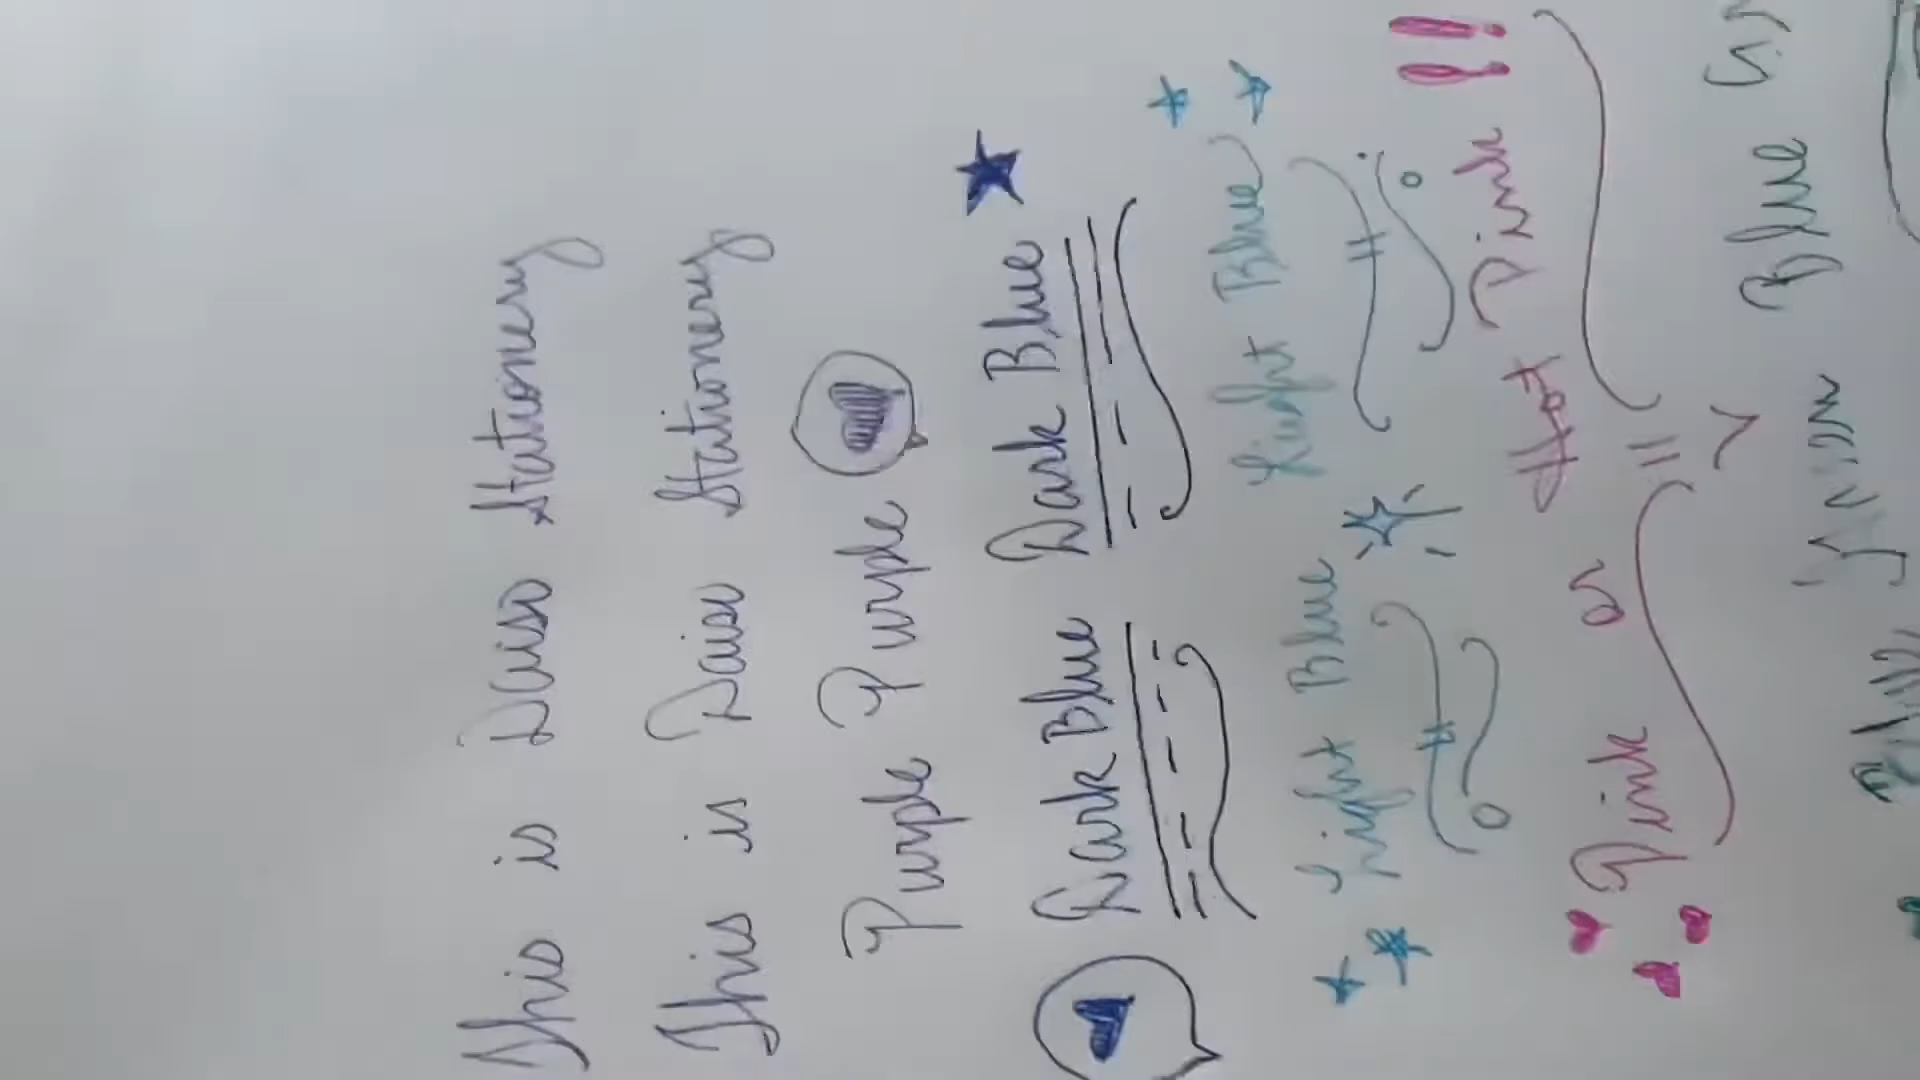 This is Daiso Stationery
This is Daiso Stationery
Purple Purple
Dark Blue Dark Blue
Light Blue Light Blue
Pink or Hot Pink !!
Blue